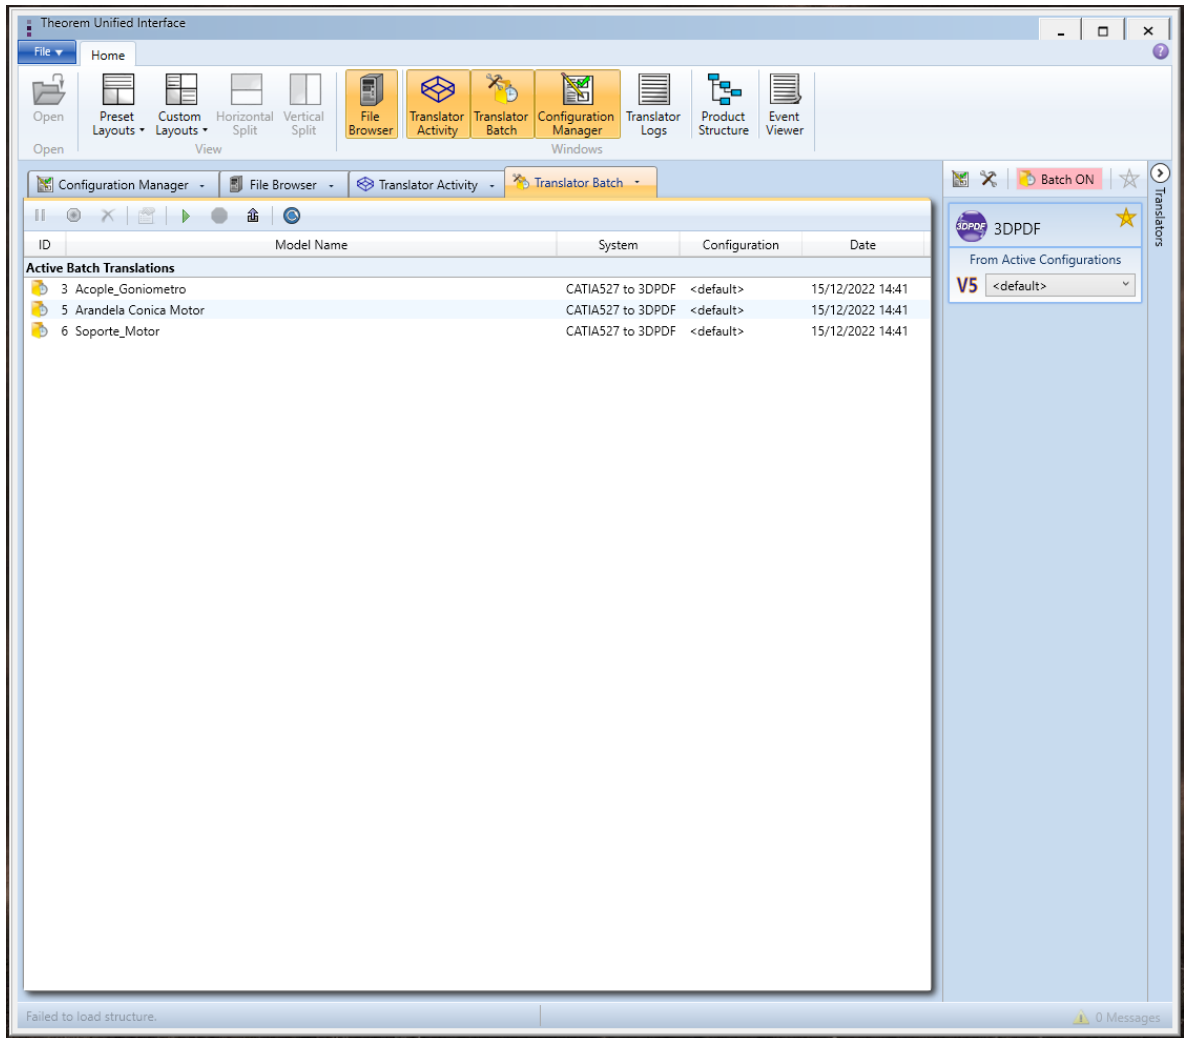 Theorem Unified Interface
File
Home
Open
Preset Layouts
Custom Layouts
Horizontal Split
Vertical Split
File Browser
Translator Activity
Translator Batch
Configuration Manager
Translator Logs
Product Structure
Event Viewer
Open
View
Windows
Configuration Manager
File Browser
Translator Activity
Translator Batch
Batch ON
Translators
ID Model Name System Configuration Date
Active Batch Translations
3 Acople_Goniometro CATIA527 to 3DPDF <default> 15/12/2022 14:41
5 Arandela Conica Motor CATIA527 to 3DPDF <default> 15/12/2022 14:41
6 Soporte_Motor CATIA527 to 3DPDF <default> 15/12/2022 14:41
3DPDF 3DPDF
From Active Configurations
V5 <default>
Failed to load structure.
0 Messages